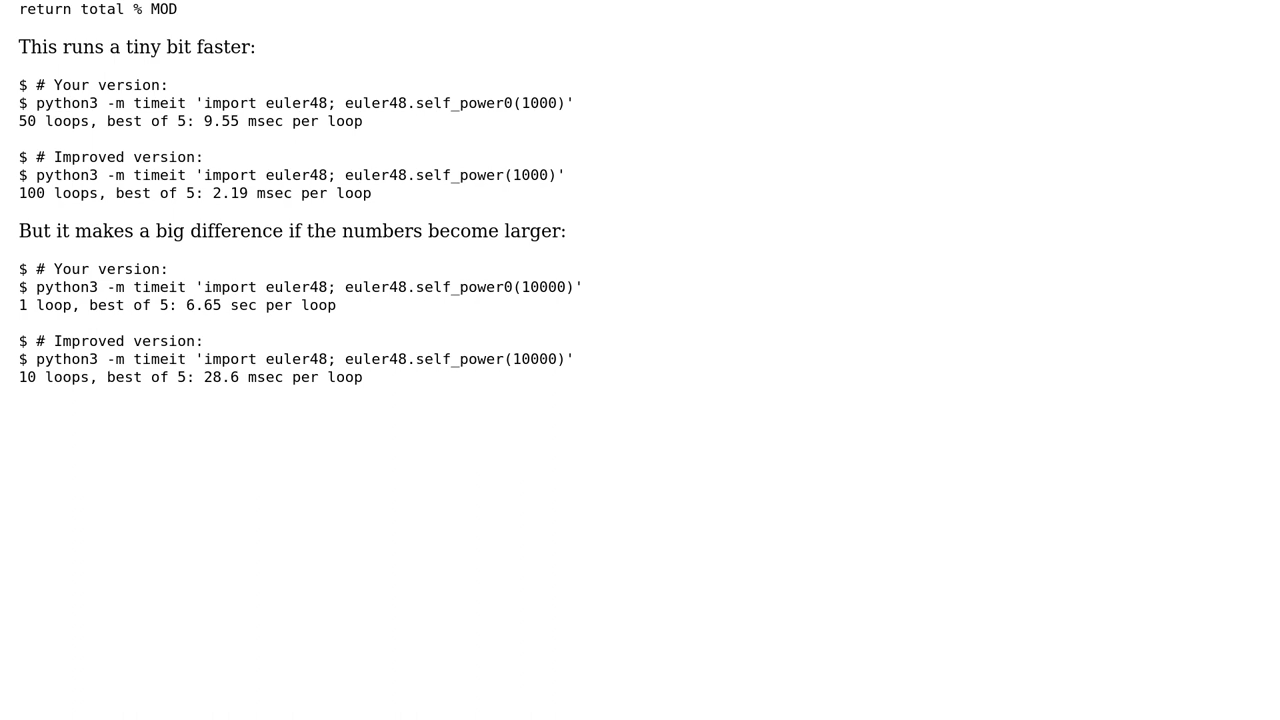 return total % MOD
This runs a tiny bit faster:
$ # Your version:
$ python3 -m timeit 'import euler48; euler48.self_power0(1000)'
50 loops, best of 5: 9.55 msec per loop
$ # Improved version:
$ python3 -m timeit 'import euler48; euler48.self_power(1000)'
100 loops, best of 5: 2.19 msec per loop
But it makes a big difference if the numbers become larger:
$ # Your version:
$ python3 -m timeit 'import euler48; euler48.self_power0(10000)'
1 loop, best of 5: 6.65 sec per loop
$ # Improved version:
$ python3 -m timeit 'import euler48; euler48.self_power(10000)'
10 loops, best of 5: 28.6 msec per loop